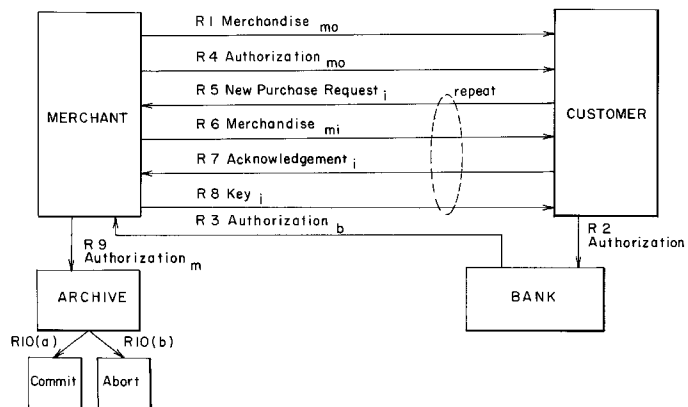 R1 Merchandise mo
R4 Authorization mo
R5 New Purchase Request i
repeat
MERCHANT
CUSTOMER
R6 Merchandise mi
R7 Acknowledgement i
R8 Key i
R3 Authorization b
R2
Authorization
R9
Authorization m
ARCHIVE
BANK
R10(a)
R10(b)
Commit
Abort